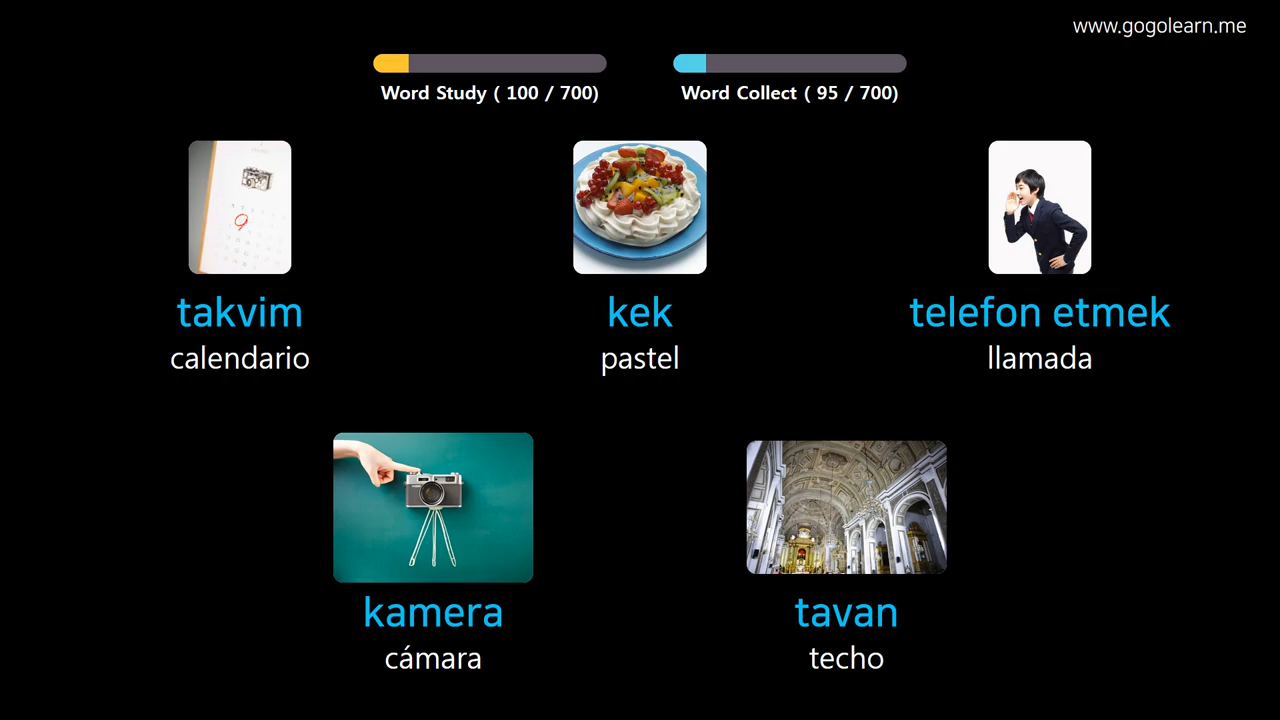 www.gogolearn.me
Word Study ( 100 / 700)
Word Collect ( 95 / 700)
takvim
calendario
kek
pastel
telefon etmek
llamada
kamera
cámara
tavan
techo